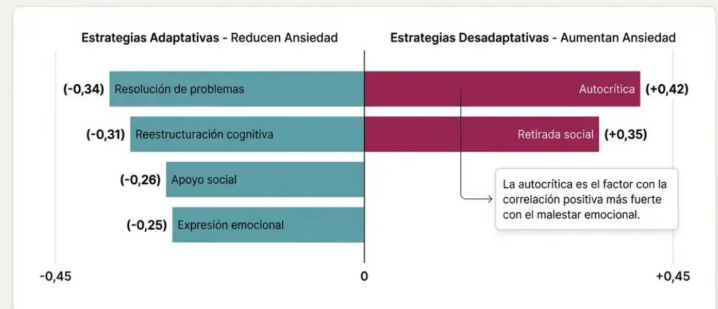 Estrategias Adaptativas - Reducen Ansiedad
Estrategias Desadaptativas - Aumentan Ansiedad
(-0,34) Resolución de problemas
Autocrítica (+0,42)
(-0,31) Reestructuración cognitiva
Retirada social (+0,35)
(-0,26) Apoyo social
(-0,25) Expresión emocional
La autocrítica es el factor con la
correlación positiva más fuerte
con el malestar emocional.
-0,45
0
+0,45